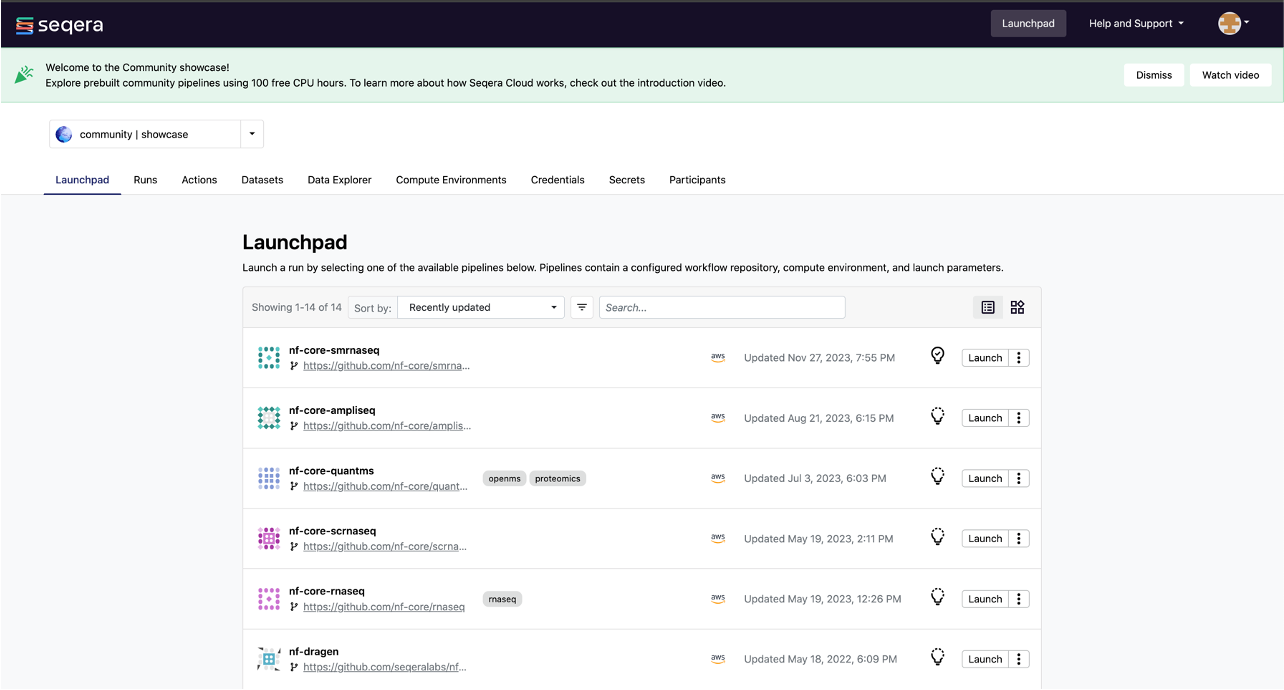 seqera
Launchpad
Help and Support
Welcome to the Community showcase!
Explore prebuilt community pipelines using 100 free CPU hours. To learn more about how Seqera Cloud works, check out the introduction video.
Dismiss
Watch video
community | showcase
Launchpad Runs Actions Datasets Data Explorer Compute Environments Credentials Secrets Participants
Launchpad
Launch a run by selecting one of the available pipelines below. Pipelines contain a configured workflow repository, compute environment, and launch parameters.
Showing 1-14 of 14 Sort by: Recently updated Search...
nf-core-smrnaseq
https://github.com/nf-core/smrna...
aws Updated Nov 27, 2023, 7:55 PM Launch
nf-core-ampliseq
https://github.com/nf-core/amplis...
aws Updated Aug 21, 2023, 6:15 PM Launch
nf-core-quantms
https://github.com/nf-core/quant...
openms proteomics aws Updated Jul 3, 2023, 6:03 PM Launch
nf-core-scrnaseq
https://github.com/nf-core/scrna...
aws Updated May 19, 2023, 2:11 PM Launch
nf-core-rnaseq
https://github.com/nf-core/rnaseq
rnaseq aws Updated May 19, 2023, 12:26 PM Launch
nf-dragen
https://github.com/seqeralabs/nf...
aws Updated May 18, 2022, 6:09 PM Launch